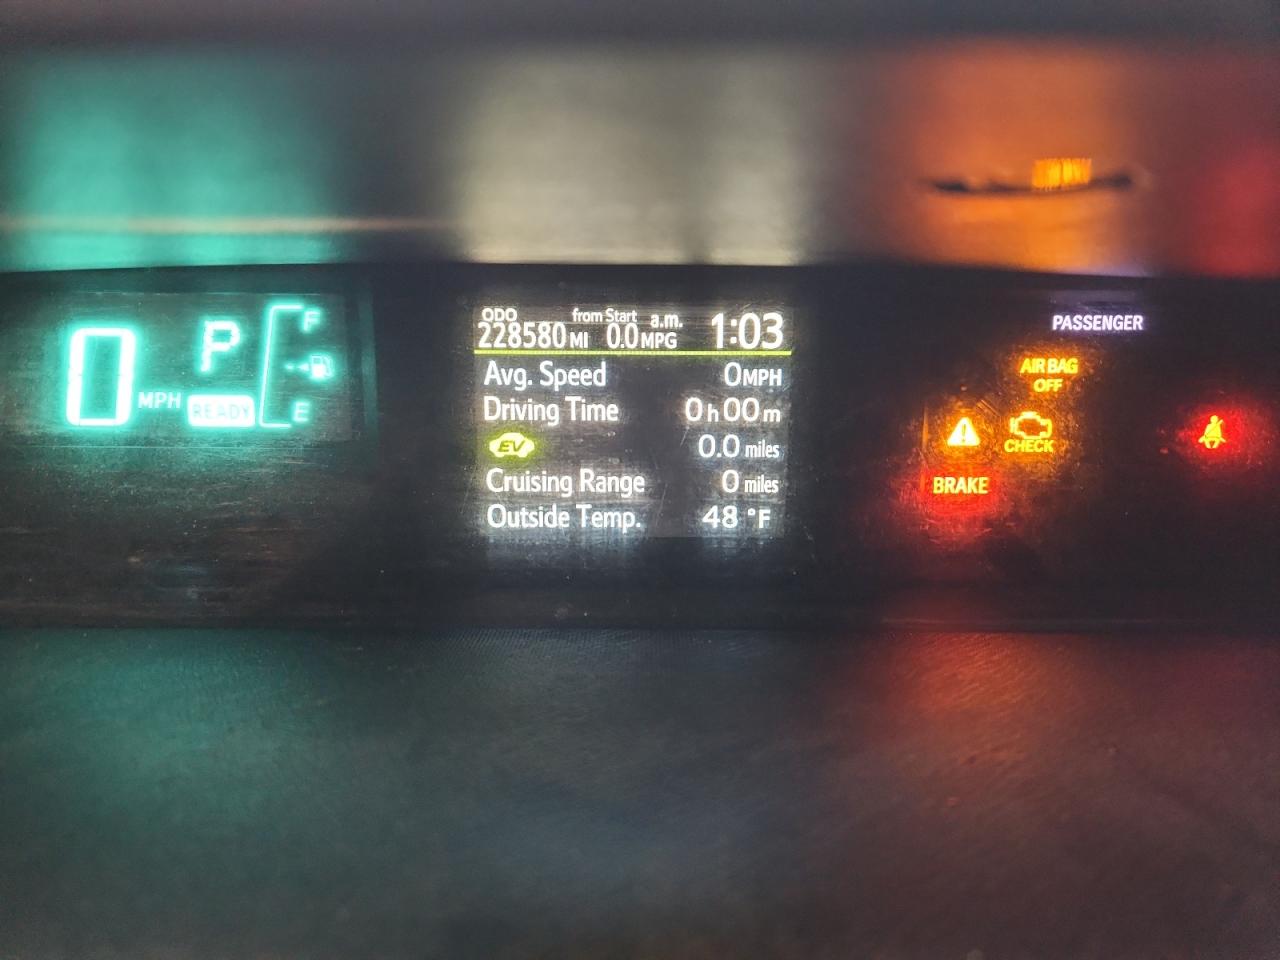 0 MPH
P
READY
F
E
ODO from Start a.m.
228580 MI 0.0 MPG 1:03
Avg. Speed 0 MPH
Driving Time 0 h 00 m
EV 0.0 miles
Cruising Range 0 miles
Outside Temp. 48 °F
PASSENGER
AIR BAG
OFF
CHECK
BRAKE